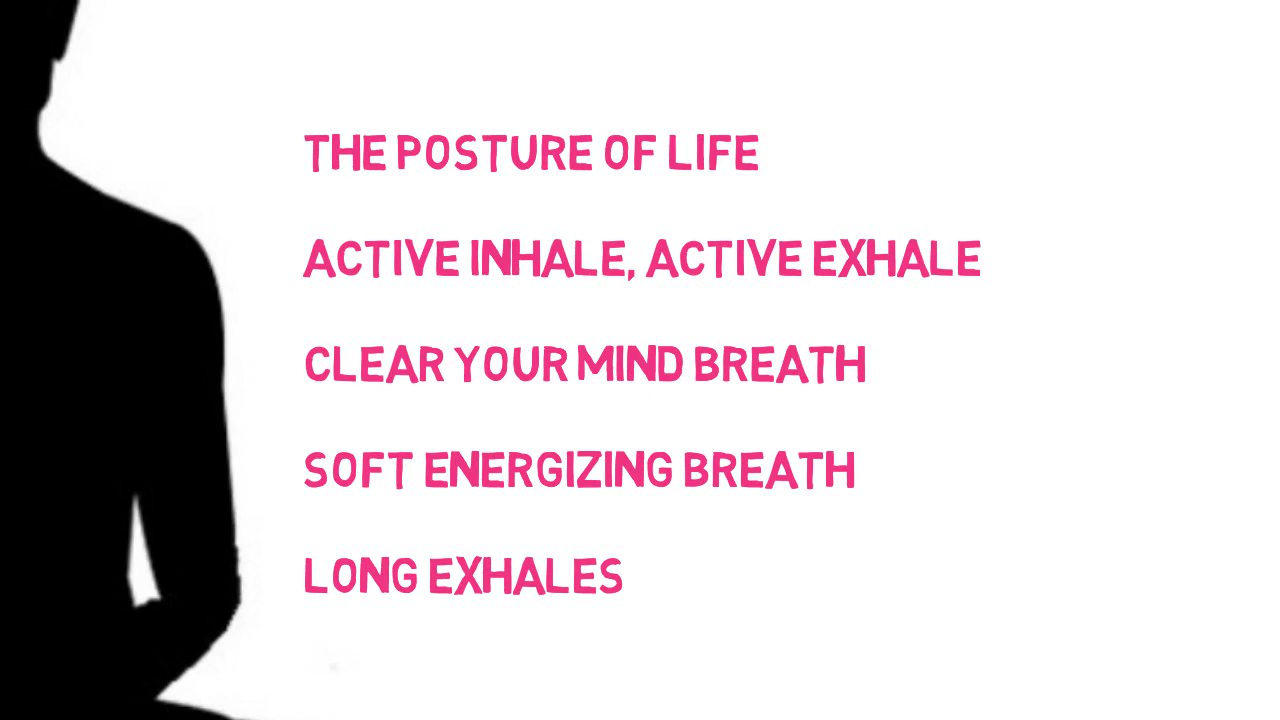 THE POSTURE OF LIFE
ACTIVE INHALE, ACTIVE EXHALE
CLEAR YOUR MIND BREATH
SOFT ENERGIZING BREATH
LONG EXHALES